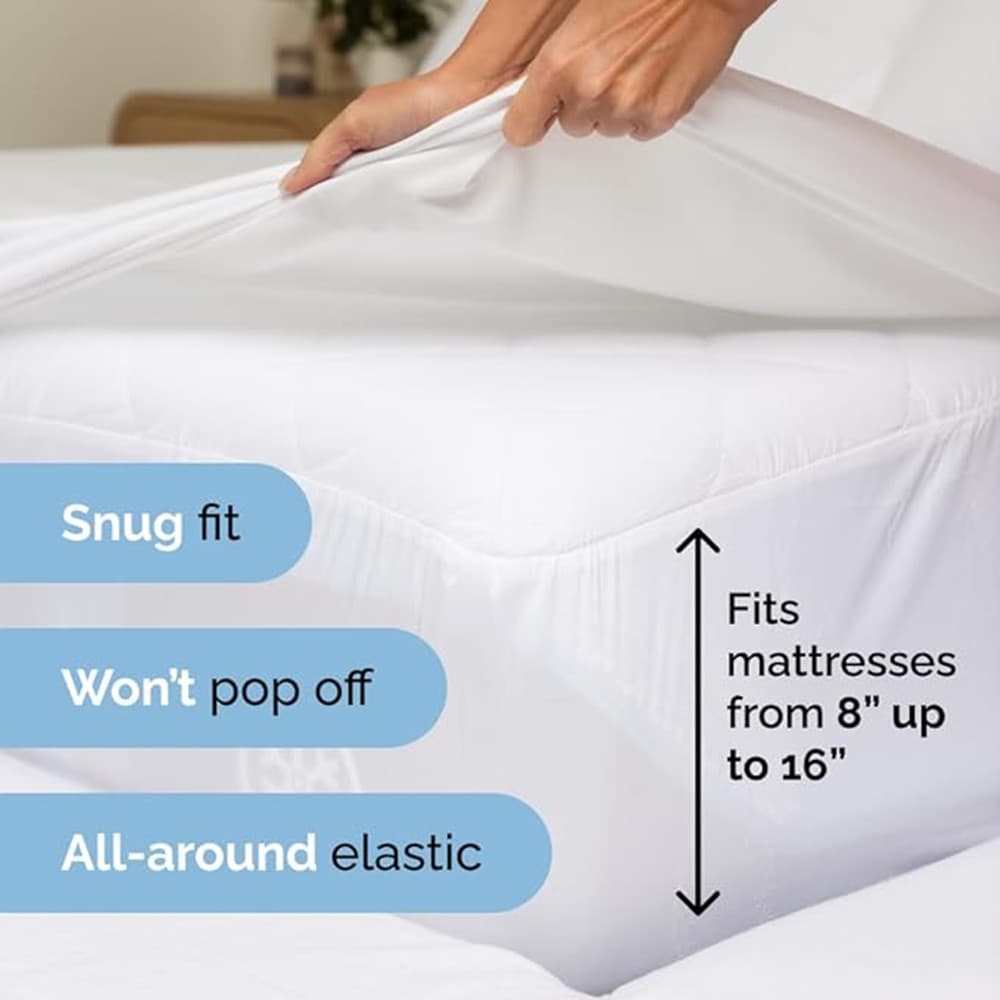 Snug fit
Won't pop off
All-around elastic
Fits
mattresses
from 8” up
to 16”